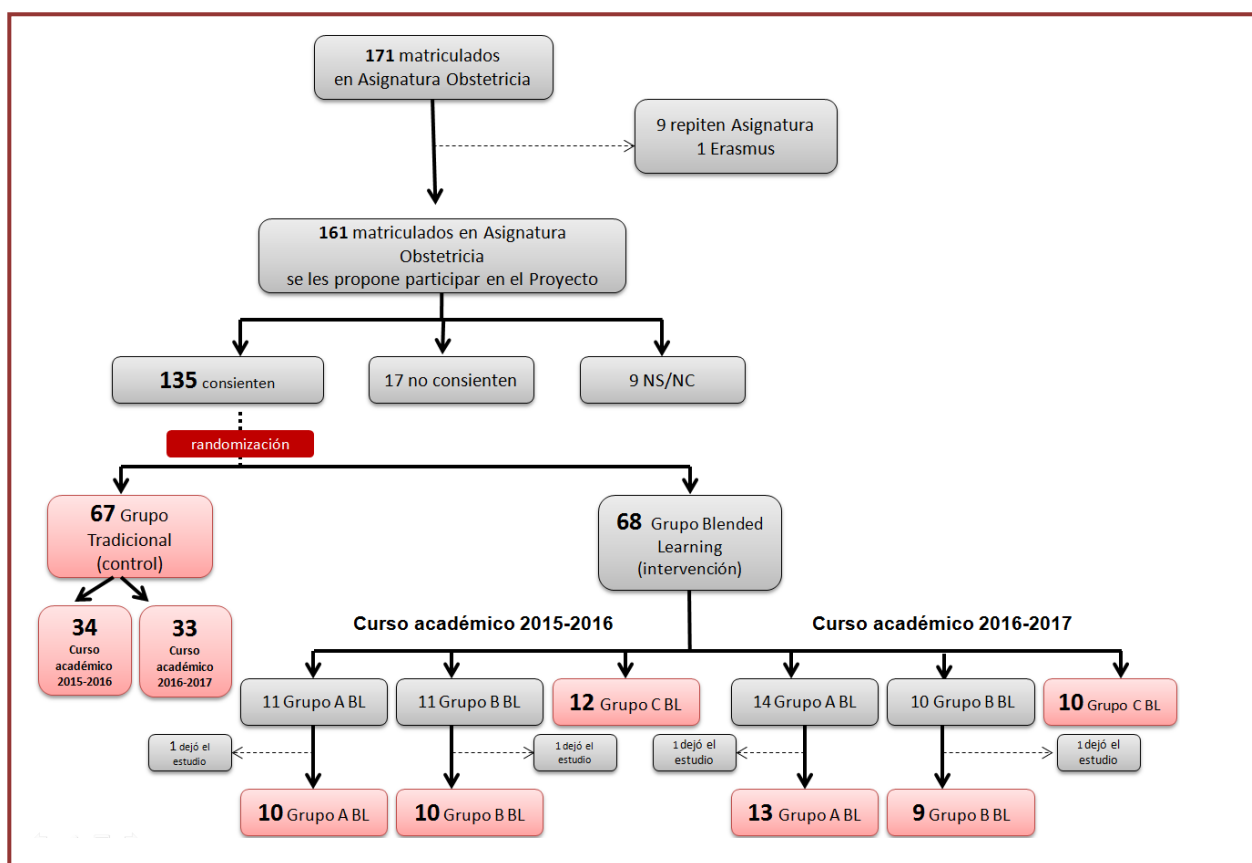 171 matriculados
en Asignatura Obstetricia
9 repiten Asignatura
1 Erasmus
161 matriculados en Asignatura
Obstetricia
se les propone participar en el Proyecto
135 consienten
17 no consienten
9 NS/NC
randomización
67 Grupo
Tradicional
(control)
68 Grupo Blended
Learning
(intervención)
34
Curso
académico
2015-2016
33
Curso
académico
2016-2017
Curso académico 2015-2016
Curso académico 2016-2017
11 Grupo A BL
11 Grupo B BL
12 Grupo C BL
14 Grupo A BL
10 Grupo B BL
10 Grupo C BL
1 dejó el
estudio
1 dejó el
estudio
1 dejó el
estudio
1 dejó el
estudio
10 Grupo A BL
10 Grupo B BL
13 Grupo A BL
9 Grupo B BL